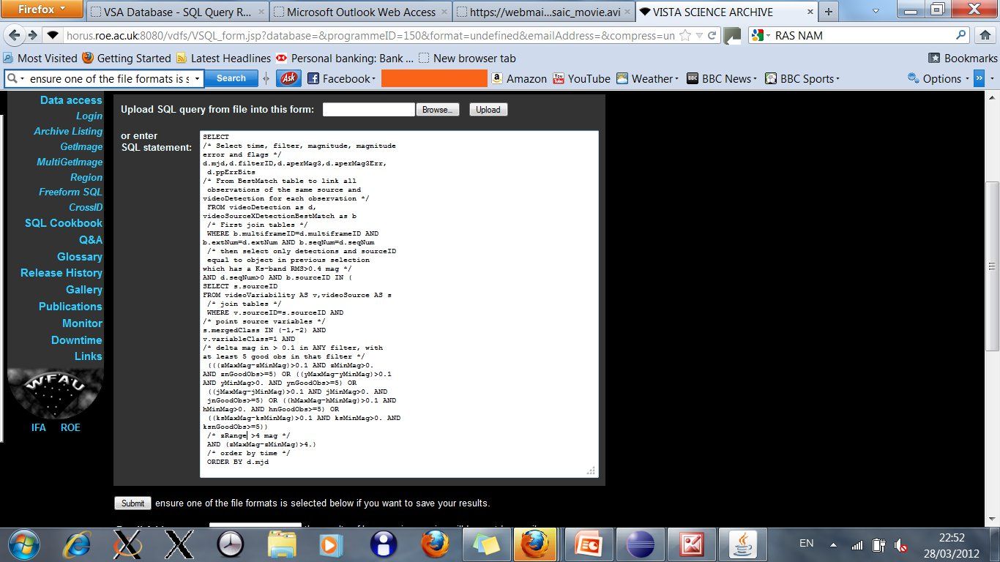 Firefox
VSA Database - SQL Query R...
Microsoft Outlook Web Access
https://webmai...saic_movie.avi
VISTA SCIENCE ARCHIVE
horus.roe.ac.uk:8080/vdfs/VSQL_form.jsp?database=&programmeID=150&format=undefined&emailAddress=&compress=un
RAS NAM
Most Visited
Getting Started
Latest Headlines
Personal banking: Bank ...
New browser tab
Bookmarks
ensure one of the file formats is s
Search
Ask
Facebook
Amazon
YouTube
Weather
BBC News
BBC Sports
Options
Data access
Login
Archive Listing
GetImage
MultiGetImage
Region
Freeform SQL
CrossID
SQL Cookbook
Q&A
Glossary
Release History
Gallery
Publications
Monitor
Downtime
Links
WFAU
IFA ROE
Upload SQL query from file into this form:
Browse...
Upload
or enter
SQL statement:
SELECT
/* Select time, filter, magnitude, magnitude
error and flags */
d.mjd,d.filterID,d.aperMag3,d.aperMag3Err,
d.ppErrBits
/* From BestMatch table to link all
observations of the same source and
videoDetection for each observation */
FROM videoDetection as d,
videoSourceXDetectionBestMatch as b
/* First join tables */
WHERE b.multiframeID=d.multiframeID AND
b.extNum=d.extNum AND b.seqNum=d.seqNum
/* then select only detections and sourceID
equal to object in previous selection
which has a Ks-band RMS>0.4 mag */
AND d.seqNum>0 AND b.sourceID IN (
SELECT s.sourceID
FROM videoVariability AS v,videoSource AS s
/* join tables */
WHERE v.sourceID=s.sourceID AND
/* point source variables */
s.mergedClass IN (-1,-2) AND
v.variableClass=1 AND
/* delta mag in > 0.1 in ANY filter, with
at least 5 good obs in that filter */
(((zMaxMag-zMinMag)>0.1 AND zMinMag>0.
AND znGoodObs>=5) OR ((yMaxMag-yMinMag)>0.1
AND yMinMag>0. AND ynGoodObs>=5) OR
((jMaxMag-jMinMag)>0.1 AND jMinMag>0. AND
jnGoodObs>=5) OR ((hMaxMag-hMinMag)>0.1 AND
hMinMag>0. AND hnGoodObs>=5) OR
((ksMaxMag-ksMinMag)>0.1 AND ksMinMag>0. AND
ksnGoodObs>=5))
/* zRange >4 mag */
AND (zMaxMag-zMinMag)>4.)
/* order by time */
ORDER BY d.mjd
Submit
ensure one of the file formats is selected below if you want to save your results.
EN
22:52
28/03/2012